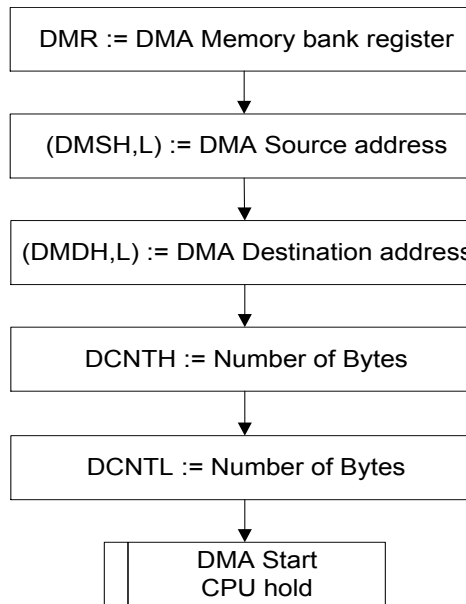 DMR := DMA Memory bank register
(DMSH,L) := DMA Source address
(DMDH,L) := DMA Destination address
DCNTH := Number of Bytes
DCNTL := Number of Bytes
DMA Start
CPU hold